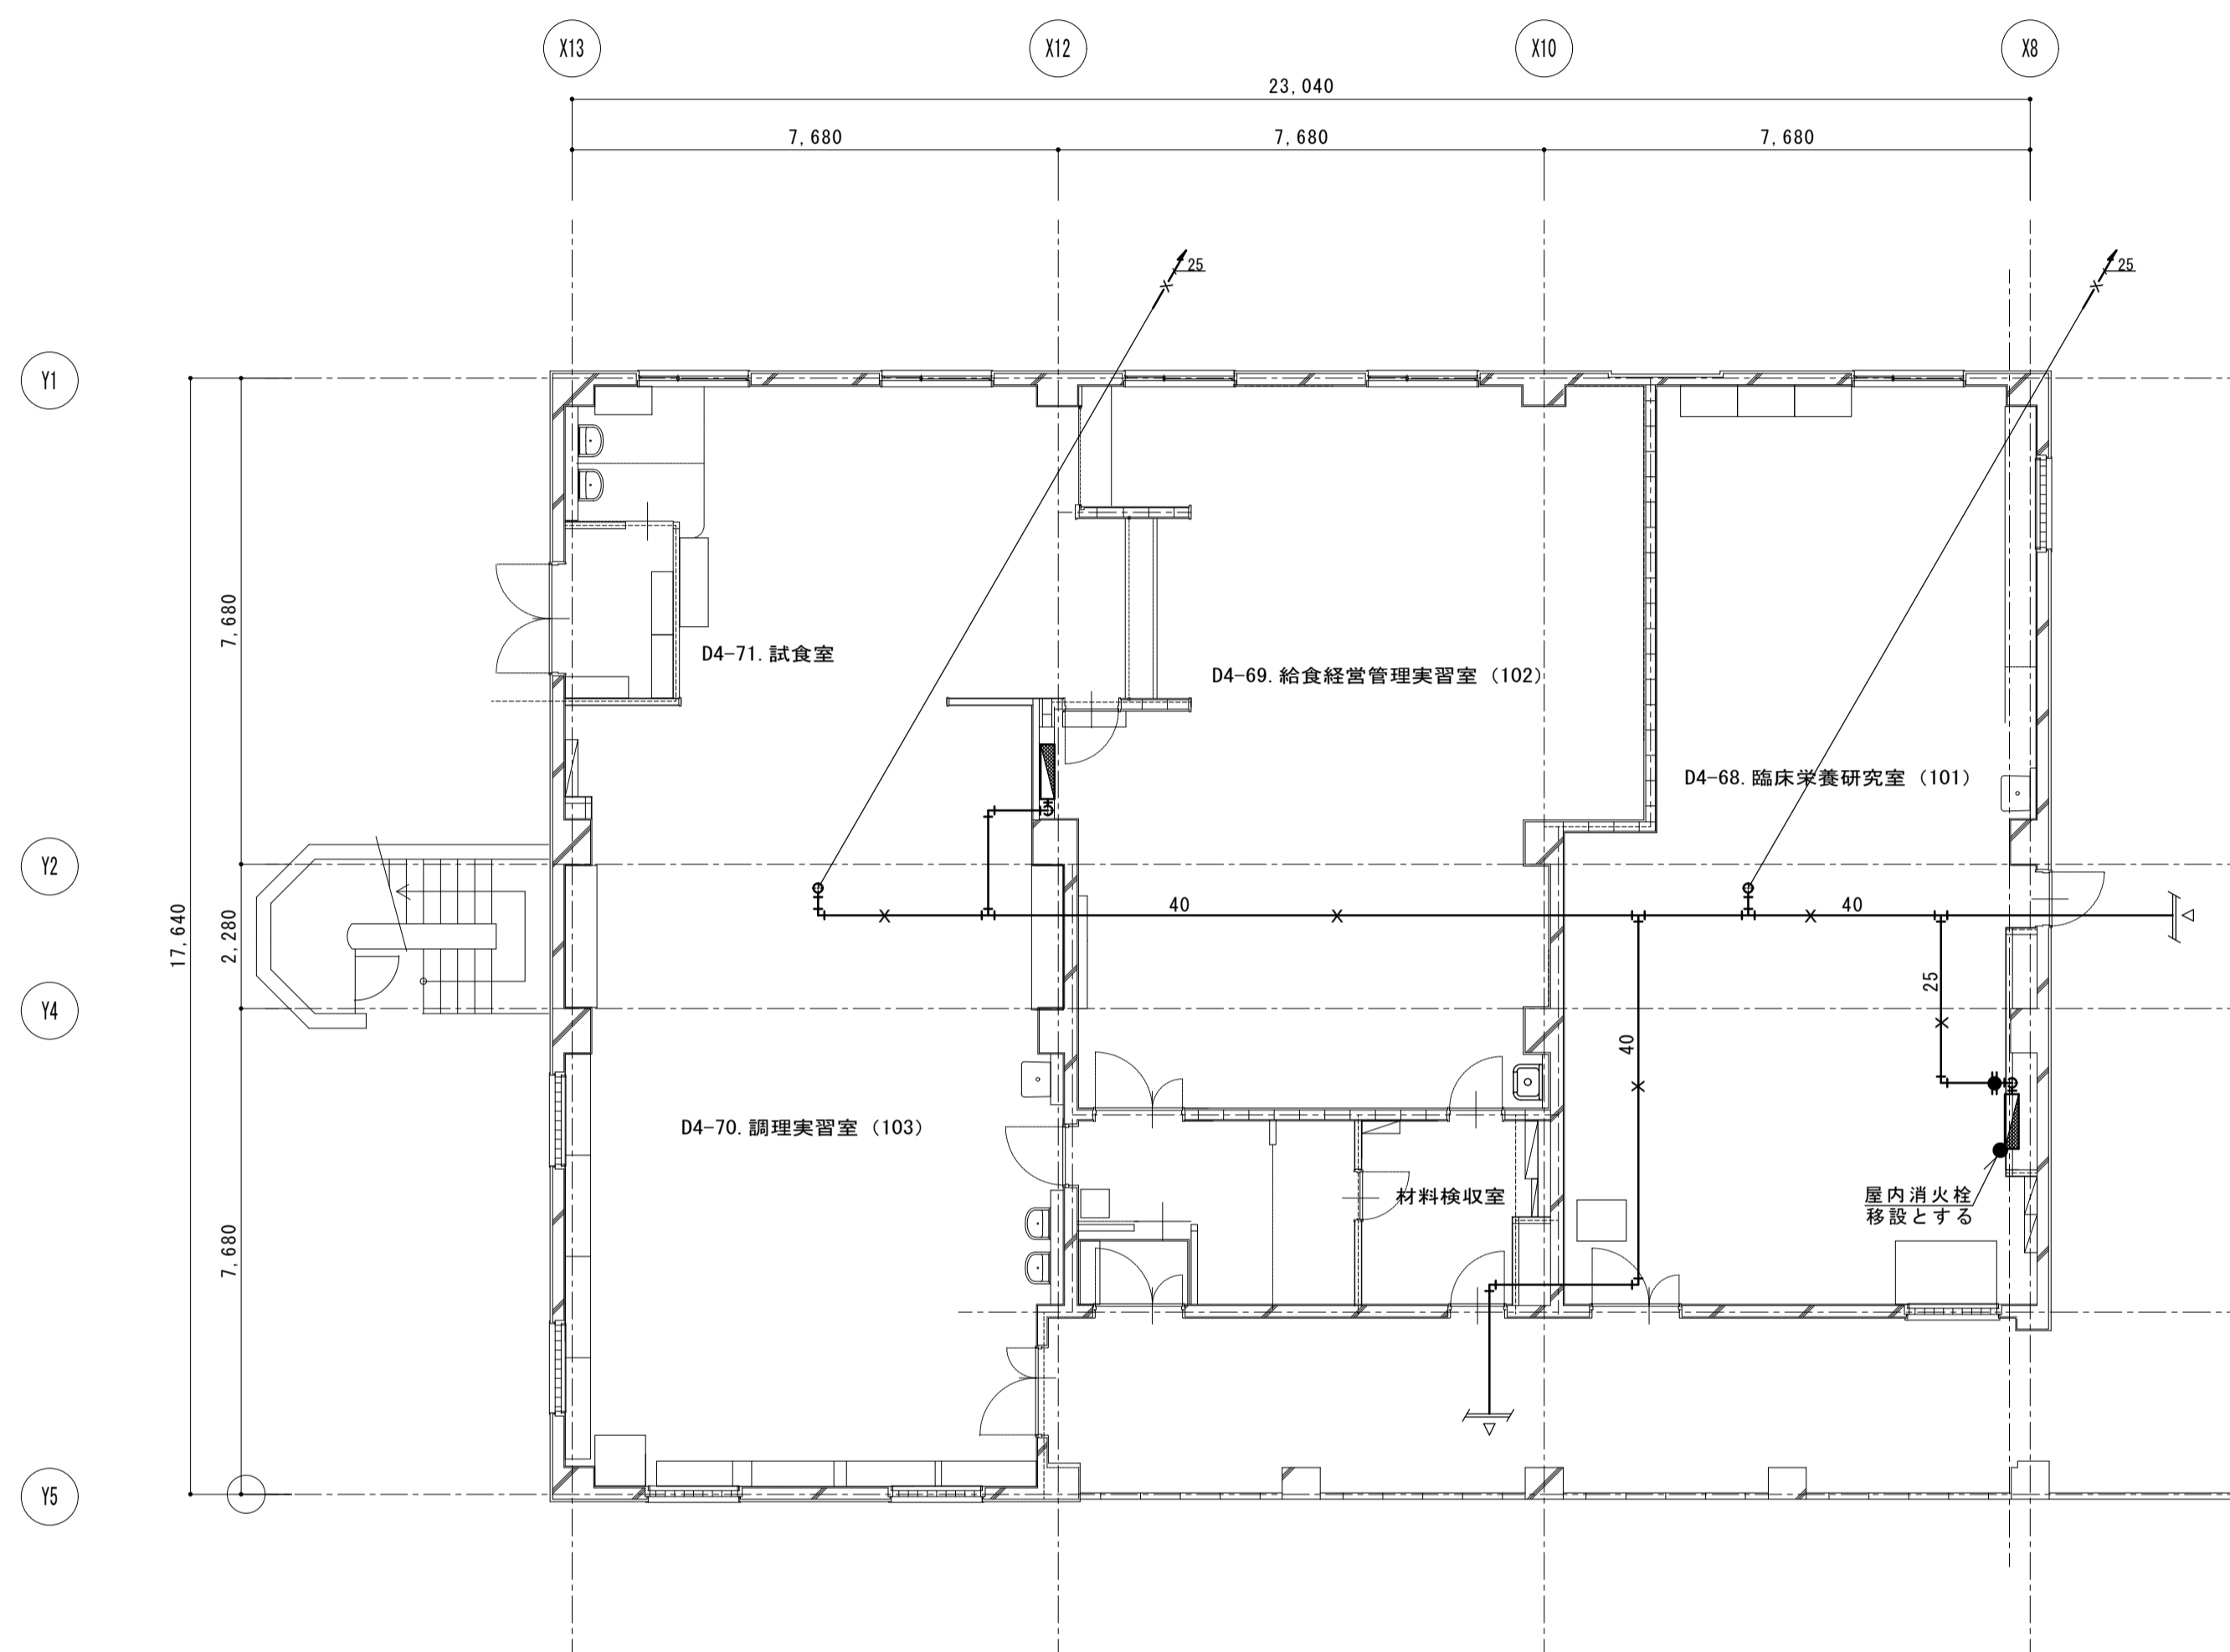 X13
X12
X10
X8
23,040
7,680
7,680
7,680
25
25
Y1
7,680
D4-71.試食室
D4-69.給食経営管理実習室（102）
D4-68.臨床栄養研究室（101）
Y2
40
40
17,640
2,280
25
Y4
40
D4-70.調理実習室（103）
材料検収室
屋内消火栓
移設とする
7,680
Y5